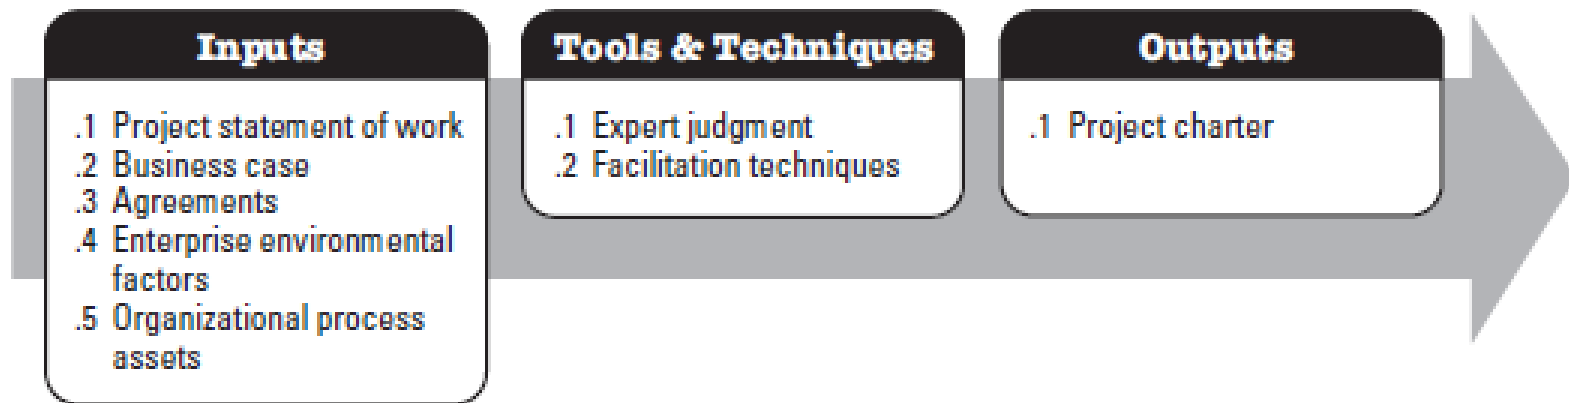 Inputs
.1 Project statement of work
.2 Business case
.3 Agreements
.4 Enterprise environmental
factors
.5 Organizational process
assets
Tools & Techniques
.1 Expert judgment
.2 Facilitation techniques
Outputs
.1 Project charter